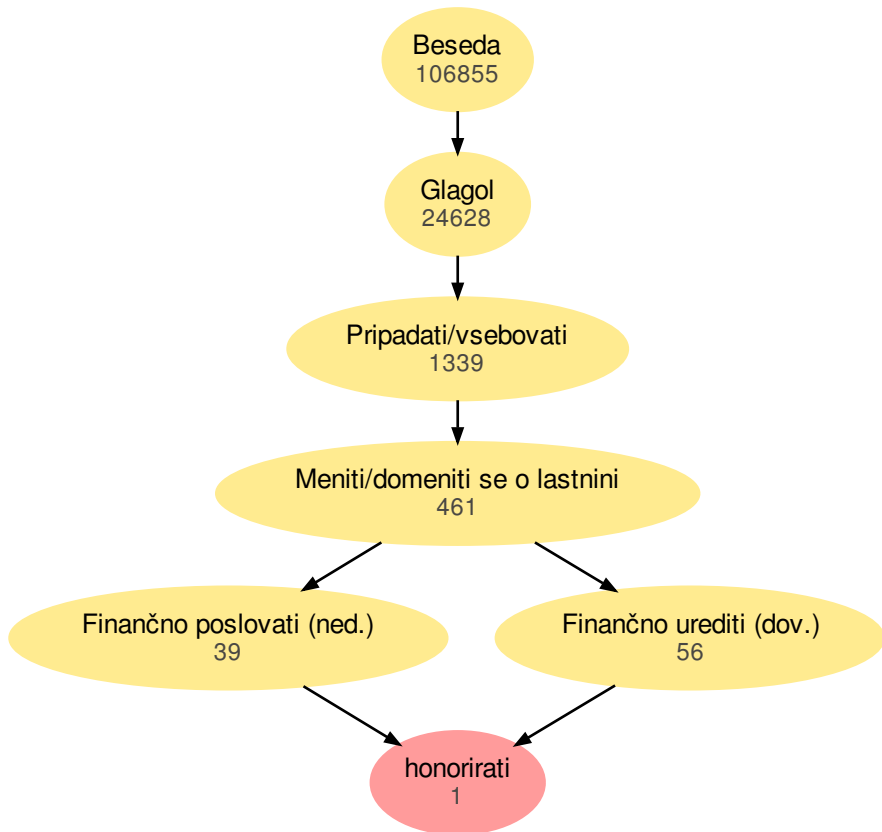 Beseda
106855
Glagol
24628
Pripadati/vsebovati
1339
Meniti/domeniti se o lastnini
461
Finančno poslovati (ned.)
39
Finančno urediti (dov.)
56
honorirati
1